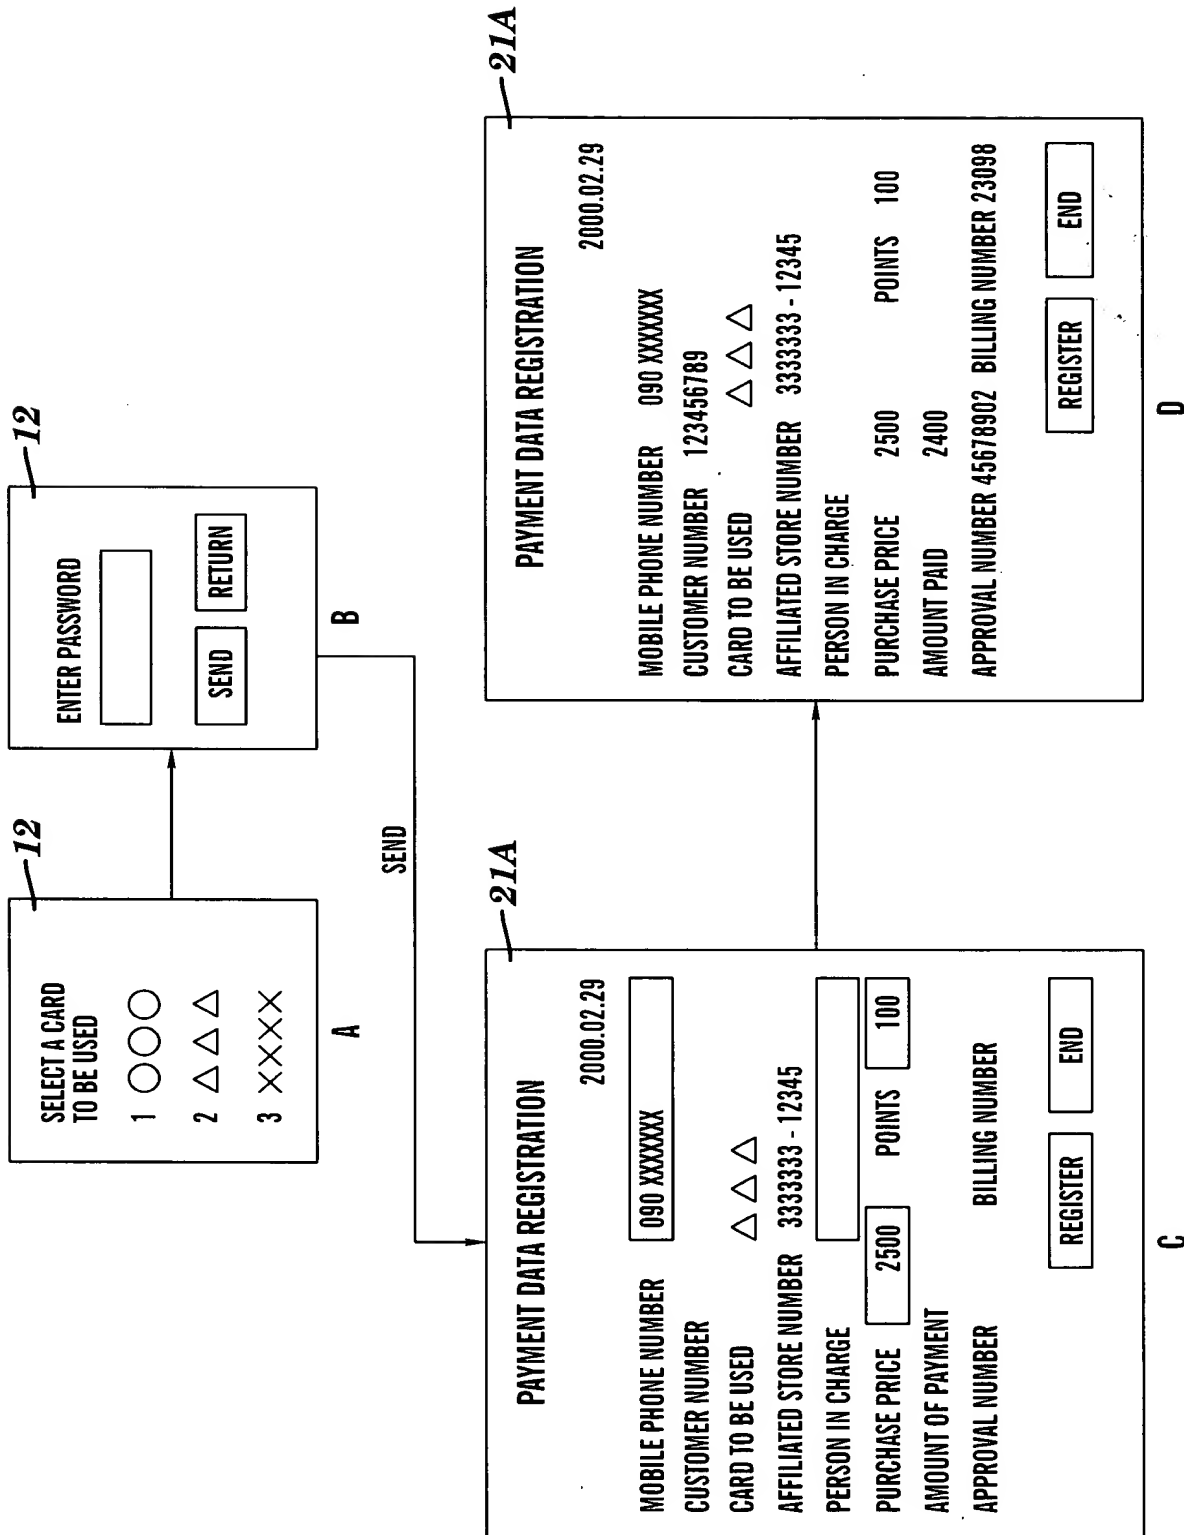 12
SELECT A CARD
TO BE USED
1 ○○○
2 △△△
3 ××××
A
12
ENTER PASSWORD
SEND RETURN
B
SEND
21A
PAYMENT DATA REGISTRATION
2000.02.29
MOBILE PHONE NUMBER 090 XXXXXX
CUSTOMER NUMBER
CARD TO BE USED △△△
AFFILIATED STORE NUMBER 3333333 - 12345
PERSON IN CHARGE
PURCHASE PRICE 2500 POINTS 100
AMOUNT OF PAYMENT
APPROVAL NUMBER BILLING NUMBER
REGISTER END
C
21A
PAYMENT DATA REGISTRATION
2000.02.29
MOBILE PHONE NUMBER 090 XXXXXX
CUSTOMER NUMBER 123456789
CARD TO BE USED △△△
AFFILIATED STORE NUMBER 3333333 - 12345
PERSON IN CHARGE
PURCHASE PRICE 2500 POINTS 100
AMOUNT PAID 2400
APPROVAL NUMBER 45678902 BILLING NUMBER 23098
REGISTER END
D